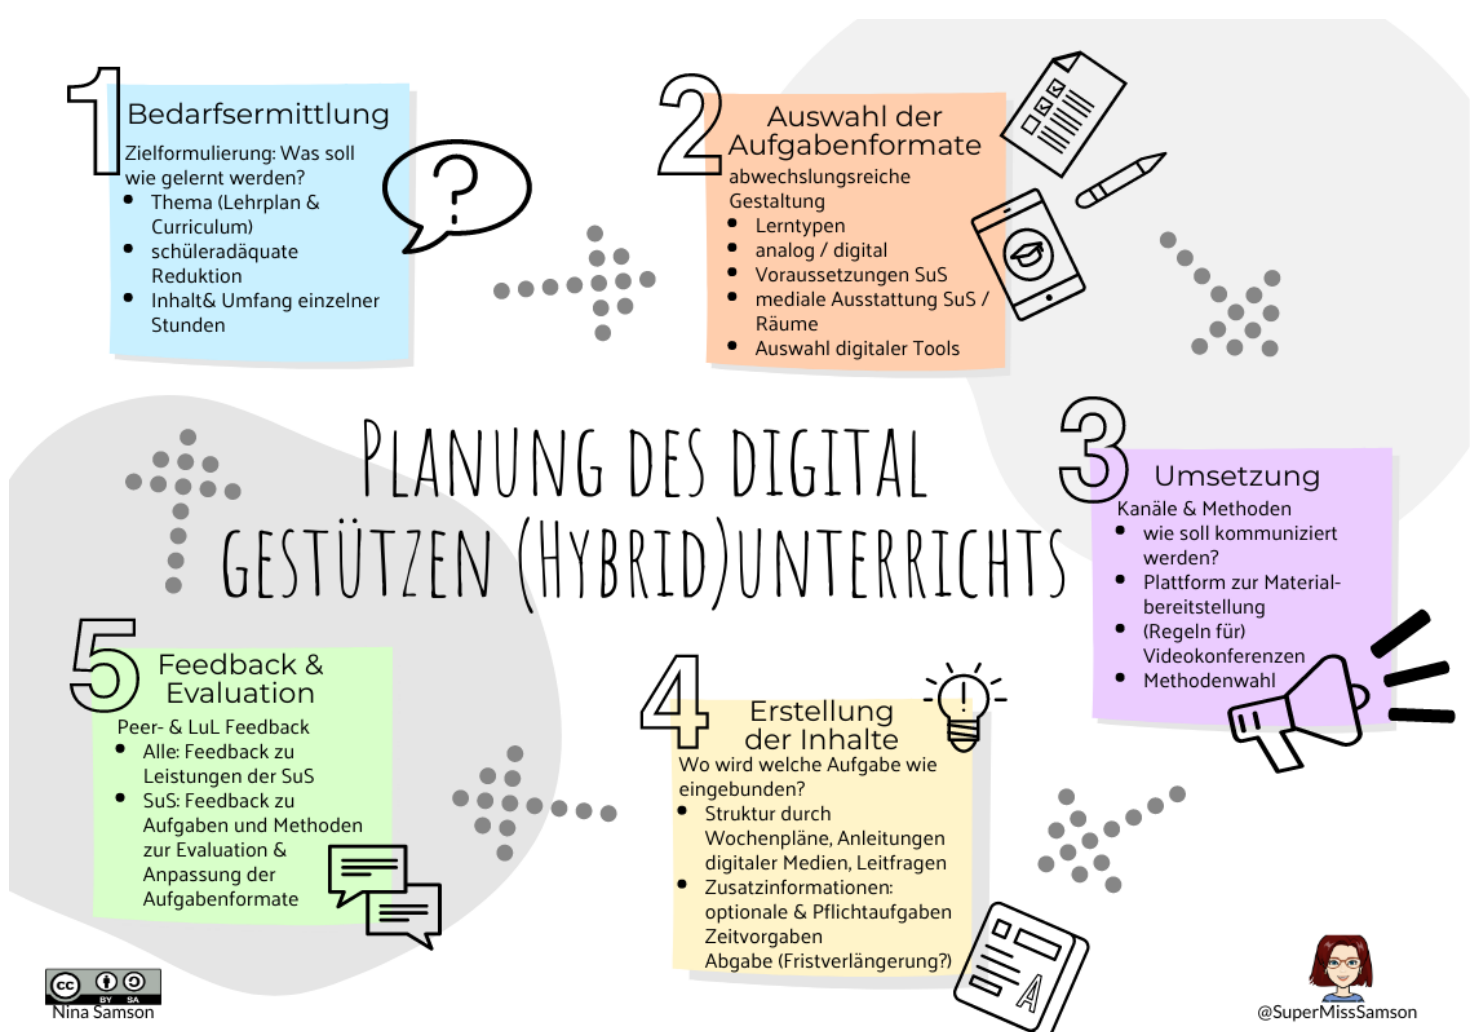 1
Bedarfsermittlung
Zielformulierung: Was soll
wie gelernt werden?
• Thema (Lehrplan &
Curriculum)
• schüleradäquate
Reduktion
• Inhalt& Umfang einzelner
Stunden
?
2
Auswahl der
Aufgabenformate
abwechslungsreiche
Gestaltung
• Lerntypen
• analog / digital
• Voraussetzungen SuS
• mediale Ausstattung SuS /
Räume
• Auswahl digitaler Tools
Planung des digital
gestützen (Hybrid)unterrichts
3
Umsetzung
Kanäle & Methoden
• wie soll kommuniziert
werden?
• Plattform zur Material-
bereitstellung
• (Regeln für)
Videokonferenzen
• Methodenwahl
4
Erstellung
der Inhalte
Wo wird welche Aufgabe wie
eingebunden?
• Struktur durch
Wochenpläne, Anleitungen
digitaler Medien, Leitfragen
• Zusatzinformationen:
optionale & Pflichtaufgaben
Zeitvorgaben
Abgabe (Fristverlängerung?)
!
A
5
Feedback &
Evaluation
Peer- & LuL Feedback
• Alle: Feedback zu
Leistungen der SuS
• SuS: Feedback zu
Aufgaben und Methoden
zur Evaluation &
Anpassung der
Aufgabenformate
cc
BY SA
Nina Samson
@SuperMissSamson